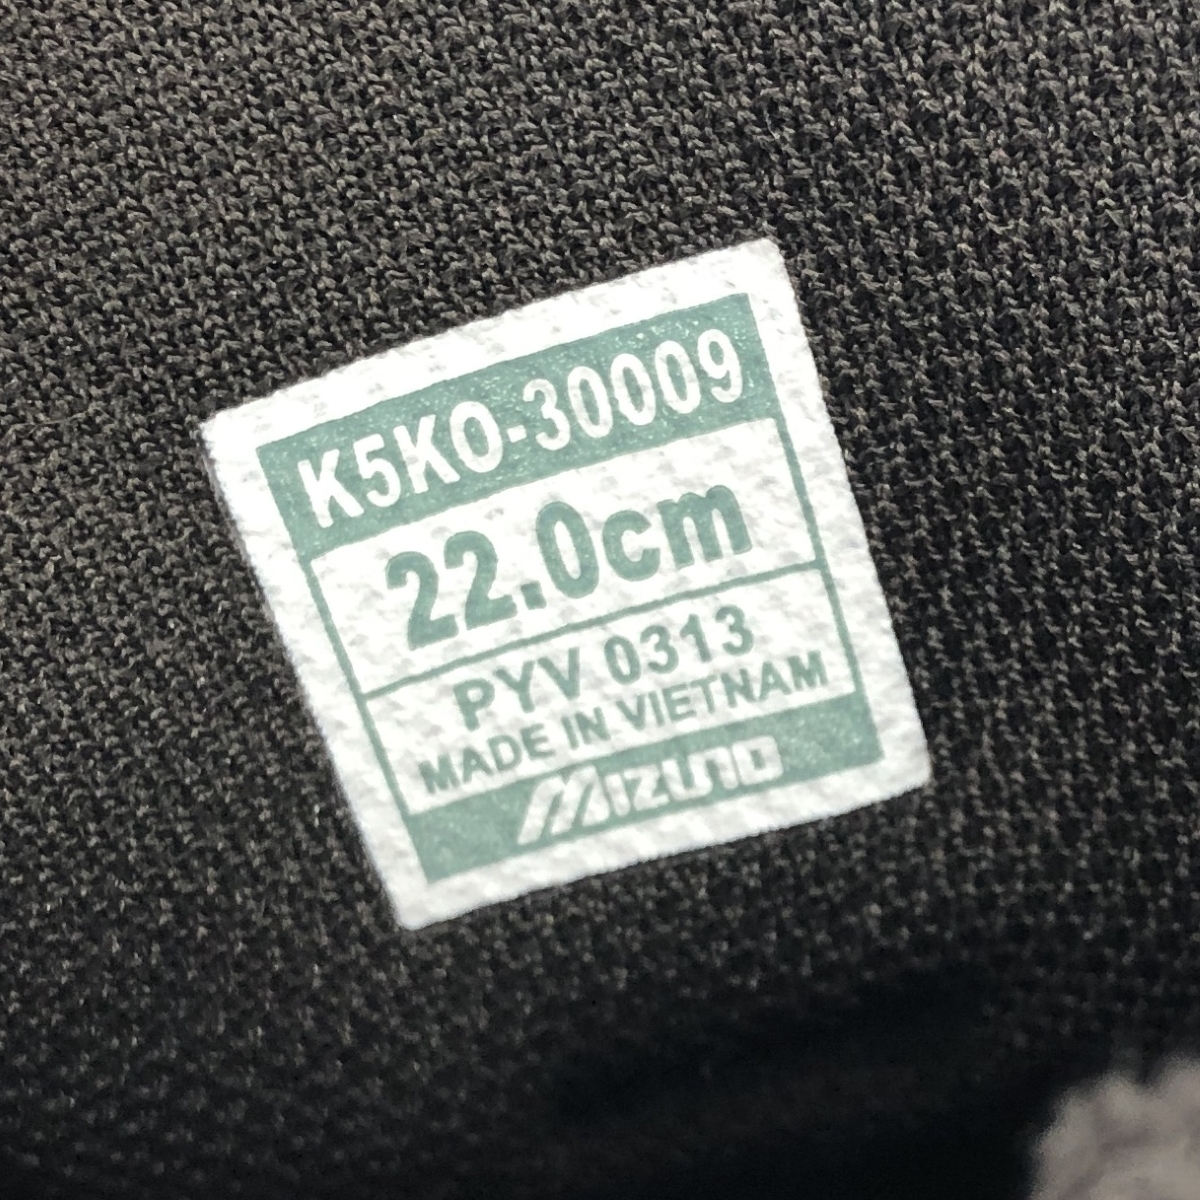 K5KO-30009
22.0cm
PYV 0313
MADE IN VIETNAM
MIZUNO